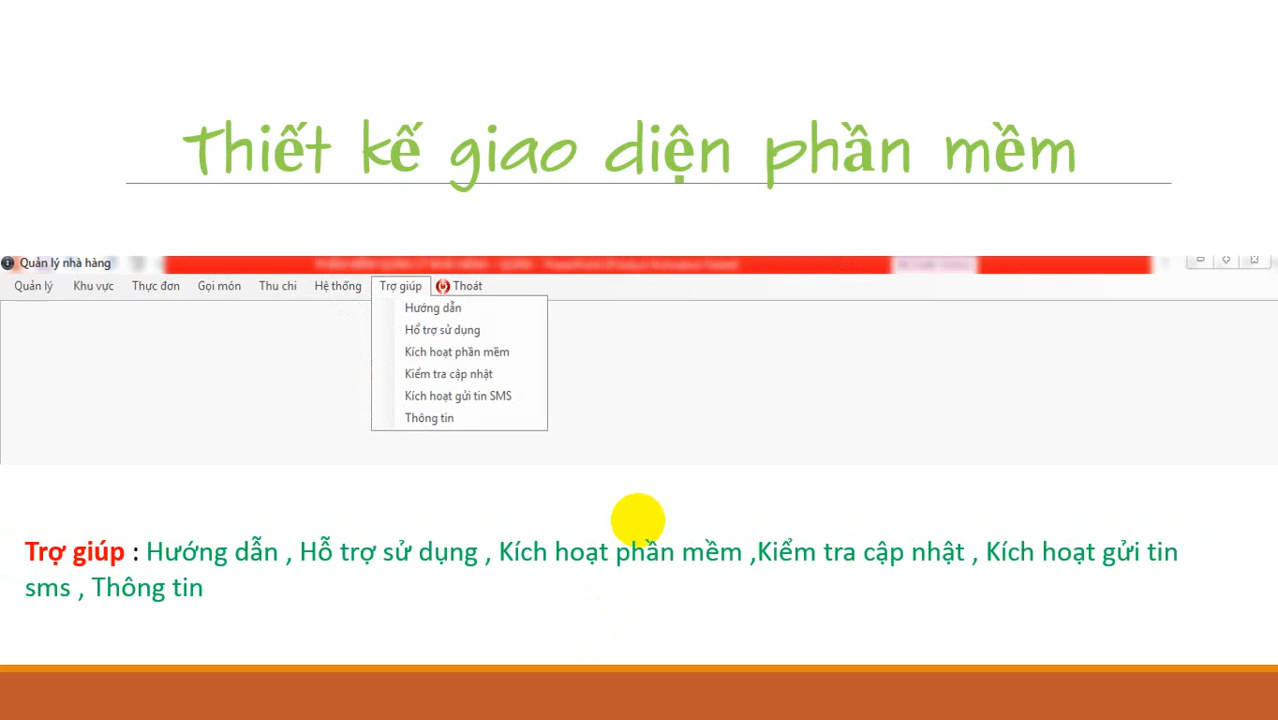 Thiết kế giao diện phần mềm
Quản lý nhà hàng
Quản lý Khu vực Thực đơn Gọi món Thu chi Hệ thống Trợ giúp Thoát
Hướng dẫn
Hổ trợ sử dụng
Kích hoạt phần mềm
Kiểm tra cập nhật
Kích hoạt gửi tin SMS
Thông tin
Trợ giúp : Hướng dẫn , Hỗ trợ sử dụng , Kích hoạt phần mềm ,Kiểm tra cập nhật , Kích hoạt gửi tin
sms , Thông tin